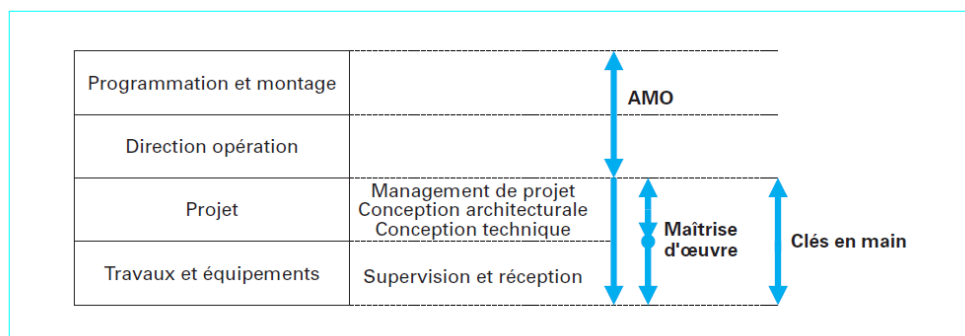 Programmation et montage
AMO
Direction opération
Projet
Management de projet
Conception architecturale
Conception technique
Maîtrise
d'œuvre
Clés en main
Travaux et équipements
Supervision et réception